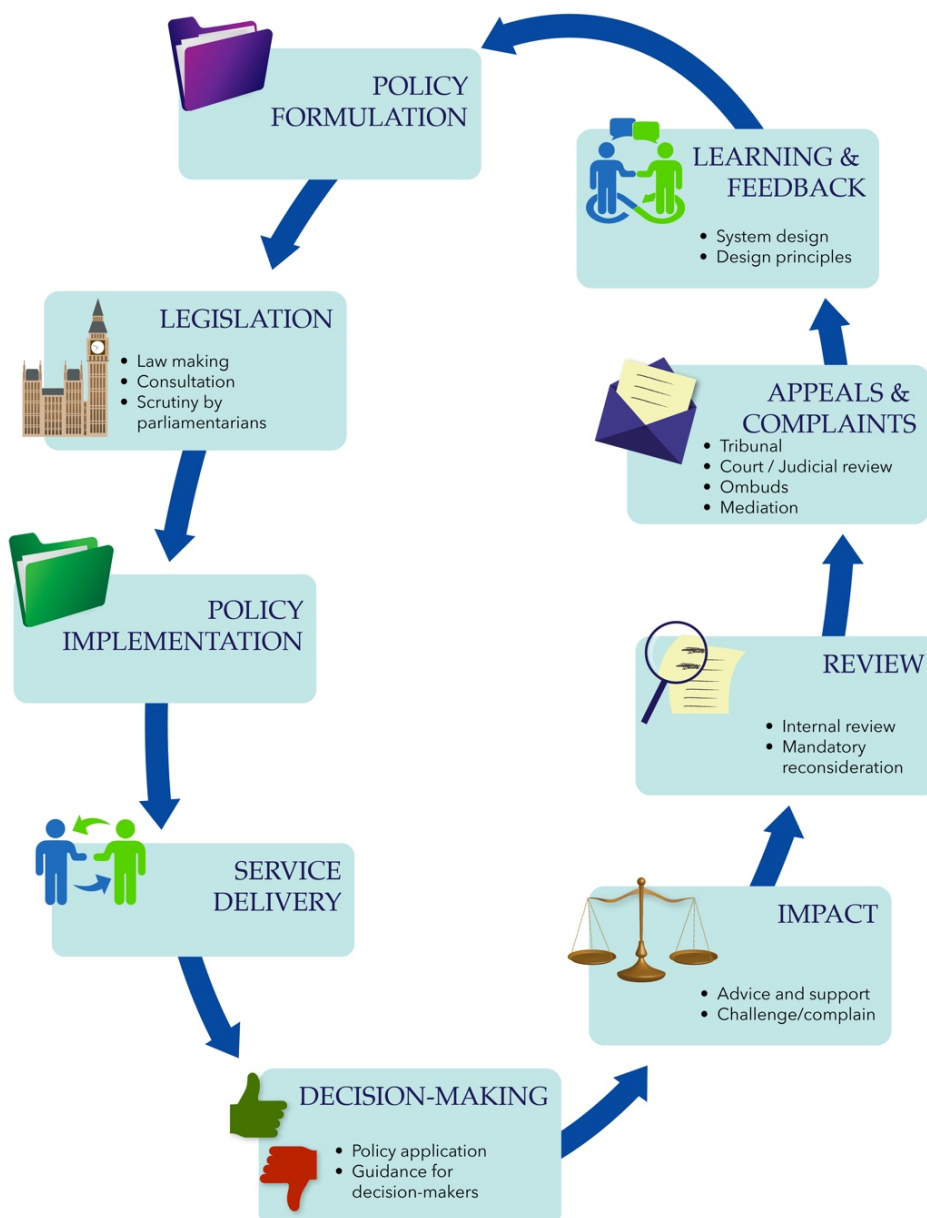 POLICY
FORMULATION
LEGISLATION
• Law making
• Consultation
• Scrutiny by
parliamentarians
POLICY
IMPLEMENTATION
SERVICE
DELIVERY
DECISION-MAKING
• Policy application
• Guidance for
decision-makers
IMPACT
• Advice and support
• Challenge/complain
REVIEW
• Internal review
• Mandatory
reconsideration
APPEALS &
COMPLAINTS
• Tribunal
• Court / Judicial review
• Ombuds
• Mediation
LEARNING &
FEEDBACK
• System design
• Design principles